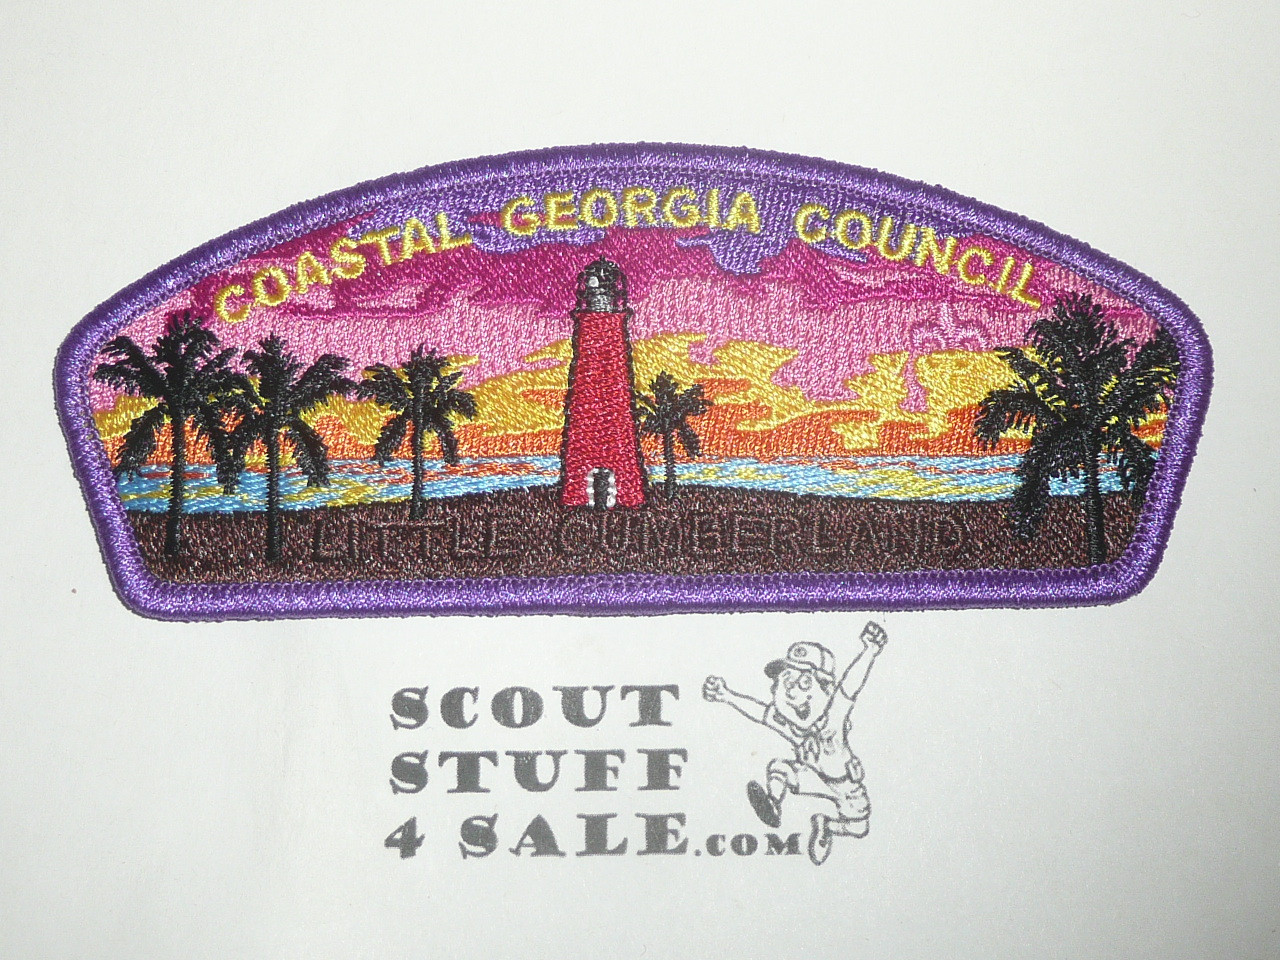 COASTAL GEORGIA COUNCIL
LITTLE CUMBERLAND
SCOUT
STUFF
4 SALE.COM